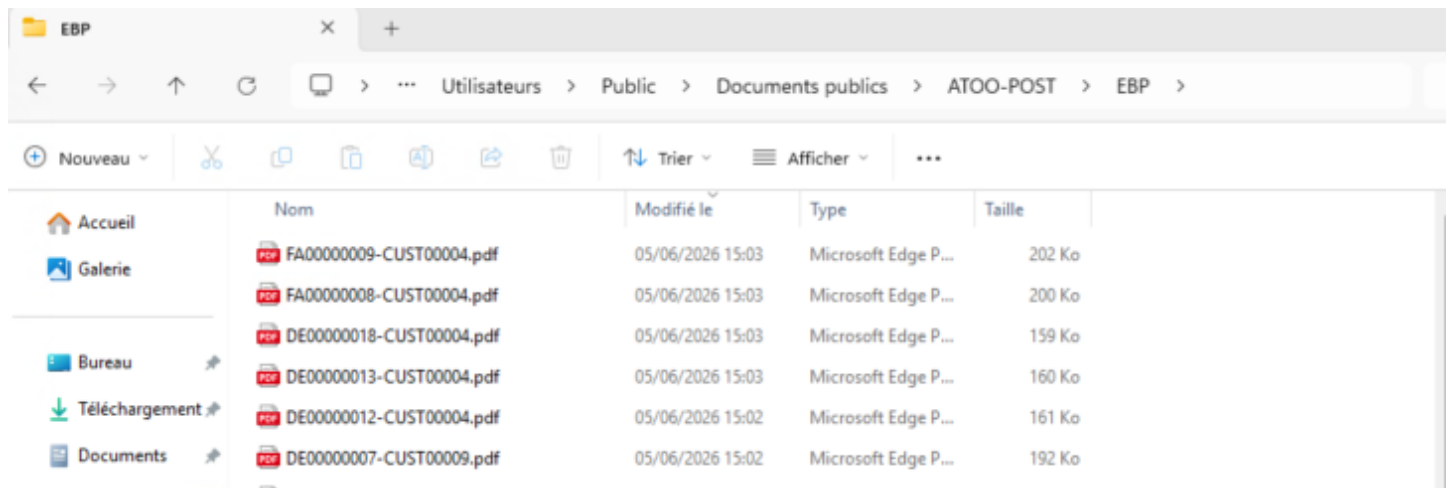 EBP
Utilisateurs > Public > Documents publics > ATOO-POST > EBP >
Nouveau Trier Afficher
Accueil
Galerie
Bureau
Téléchargement
Documents
Nom Modifié le Type Taille
FA00000009-CUST00004.pdf 05/06/2026 15:03 Microsoft Edge P... 202 Ko
FA00000008-CUST00004.pdf 05/06/2026 15:03 Microsoft Edge P... 200 Ko
DE00000018-CUST00004.pdf 05/06/2026 15:03 Microsoft Edge P... 159 Ko
DE00000013-CUST00004.pdf 05/06/2026 15:03 Microsoft Edge P... 160 Ko
DE00000012-CUST00004.pdf 05/06/2026 15:02 Microsoft Edge P... 161 Ko
DE00000007-CUST00009.pdf 05/06/2026 15:02 Microsoft Edge P... 192 Ko